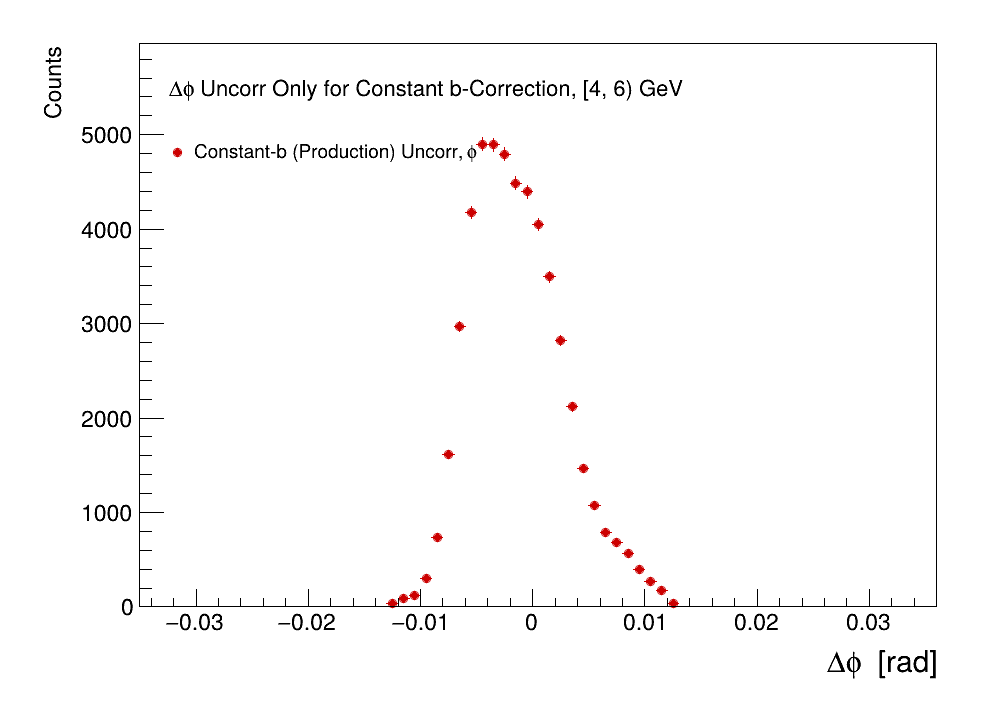 Counts
Δϕ Uncorr Only for Constant b-Correction, [4, 6) GeV
Constant-b (Production) Uncorr, ϕ
5000
4000
3000
2000
1000
0
−0.03 −0.02 −0.01 0 0.01 0.02 0.03
Δϕ [rad]